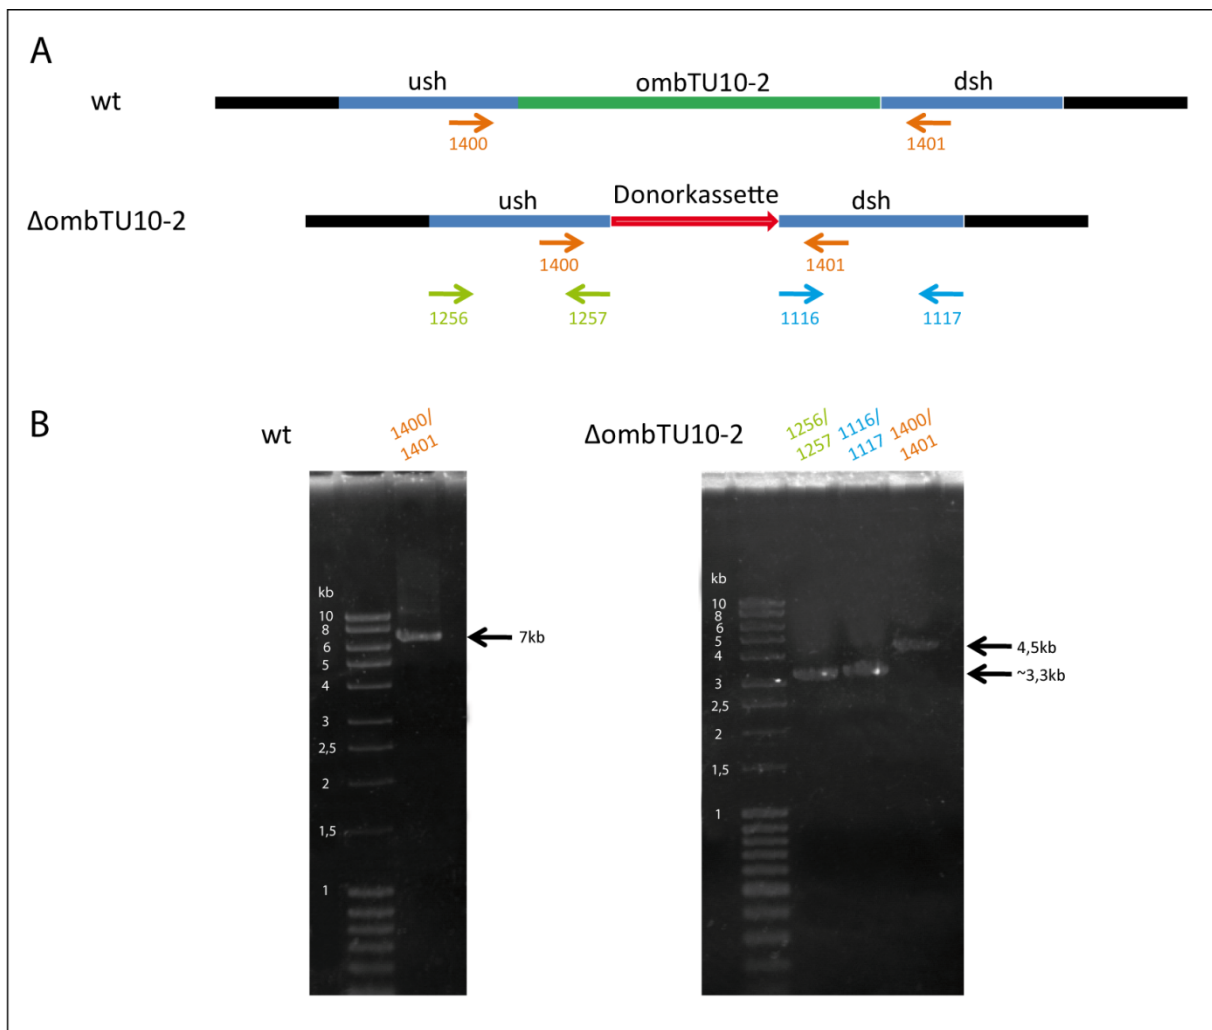 A
wt
ush
ombTU10-2
dsh
1400
1401
ΔombTU10-2
ush
Donorkassette
dsh
1400
1401
1256
1257
1116
1117
B
wt
1400/
1401
kb
10
8
6
5
4
3
2,5
2
1,5
1
7kb
ΔombTU10-2
1256/
1257
1116/
1117
1400/
1401
kb
10
8
6
5
4
3
2,5
2
1,5
1
4,5kb
~3,3kb